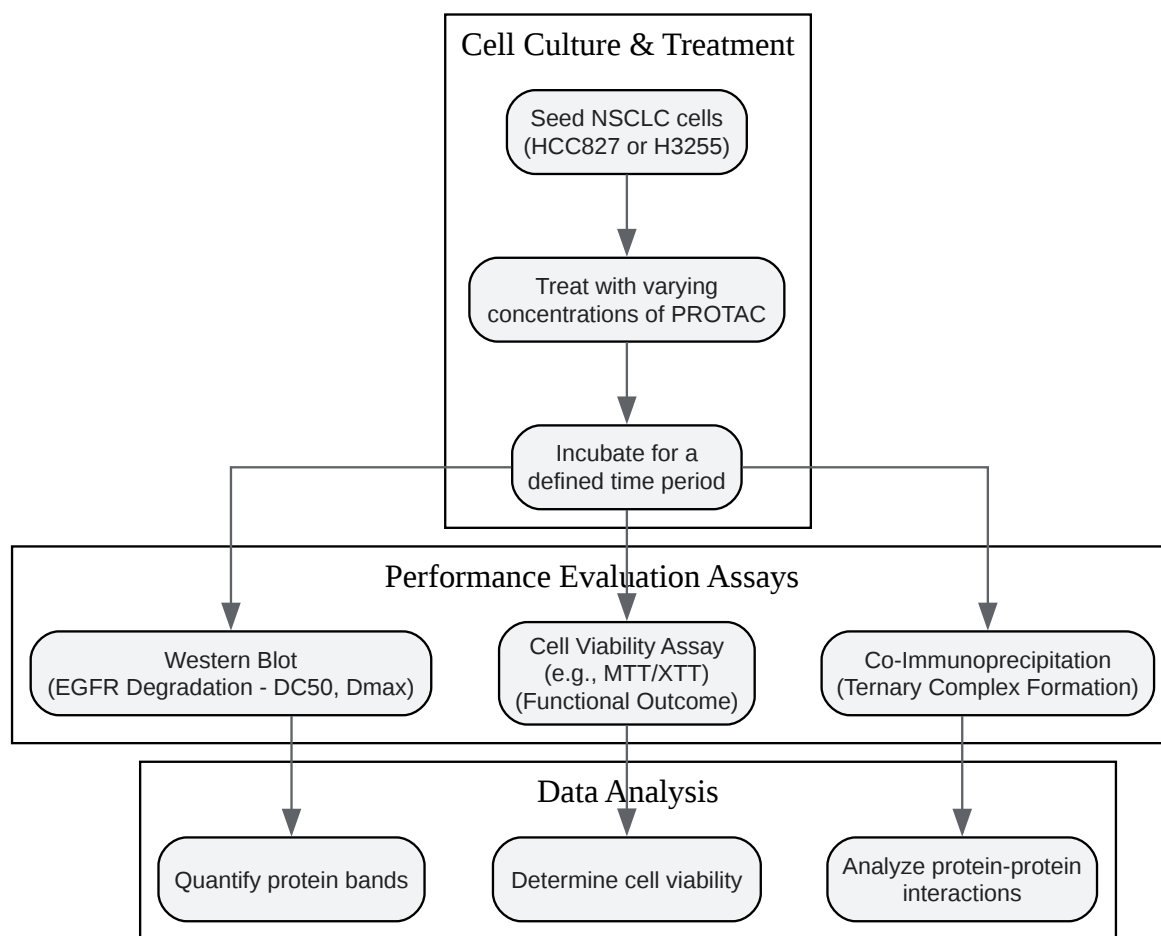 Cell Culture & Treatment
Seed NSCLC cells
(HCC827 or H3255)
Treat with varying
concentrations of PROTAC
Incubate for a
defined time period
Performance Evaluation Assays
Western Blot
(EGFR Degradation - DC50, Dmax)
Cell Viability Assay
(e.g., MTT/XTT)
(Functional Outcome)
Co-Immunoprecipitation
(Ternary Complex Formation)
Data Analysis
Quantify protein bands
Determine cell viability
Analyze protein-protein
interactions